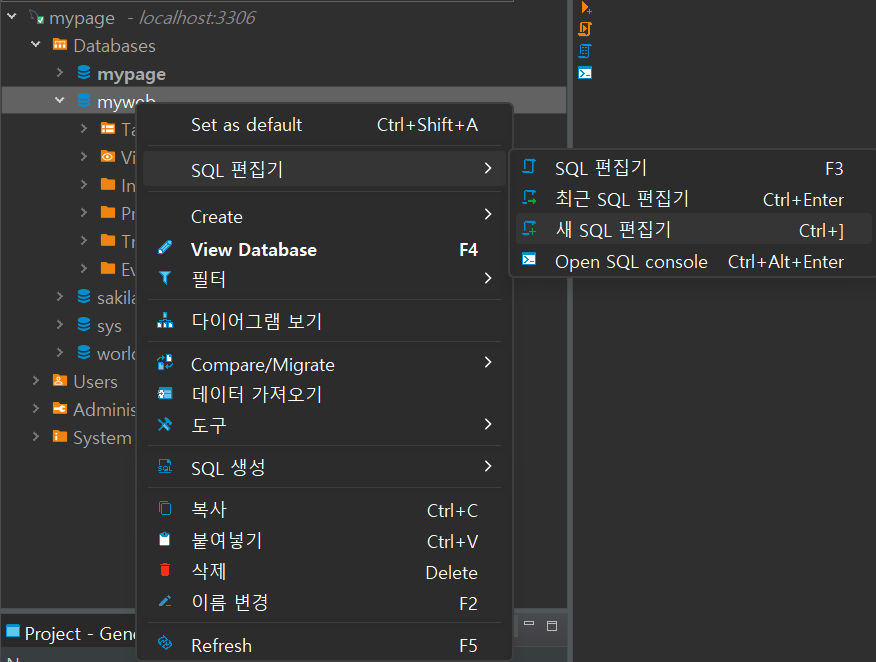 mypage - localhost:3306
Databases
mypage
myweb
Set as default Ctrl+Shift+A
SQL 편집기
SQL 편집기 F3
최근 SQL 편집기 Ctrl+Enter
새 SQL 편집기 Ctrl+]
Open SQL console Ctrl+Alt+Enter
Create
View Database F4
필터
다이어그램 보기
Compare/Migrate
데이터 가져오기
도구
SQL 생성
복사 Ctrl+C
붙여넣기 Ctrl+V
삭제 Delete
이름 변경 F2
Refresh F5
Ta
Vi
In
Pr
Tr
Ev
sakila
sys
world
Users
Adminis
System
Project - Gene